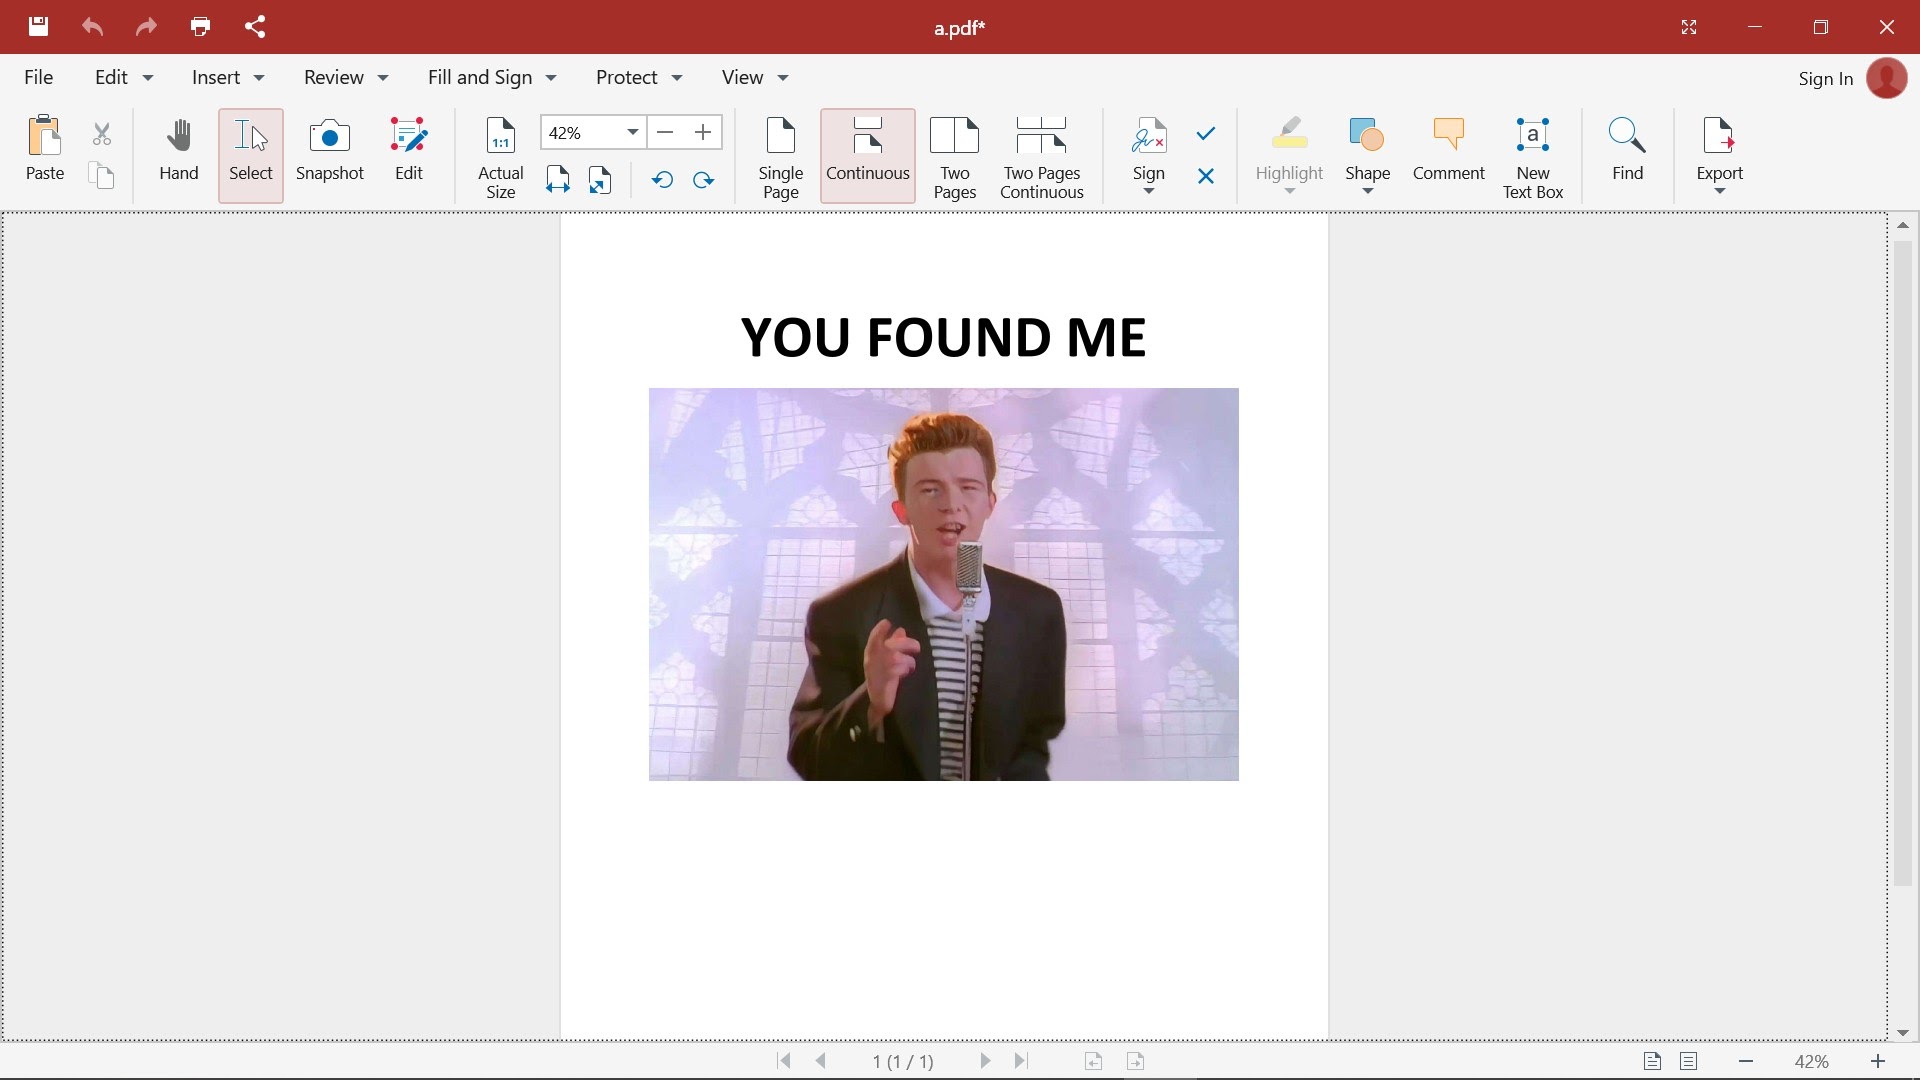 a.pdf*
File Edit Insert Review Fill and Sign Protect View Sign In
1:1 42% a
Paste Hand Select Snapshot Edit Actual Size Single Page Continuous Two Pages Two Pages Continuous Sign Highlight Shape Comment New Text Box Find Export
YOU FOUND ME
1 (1 / 1) 42%